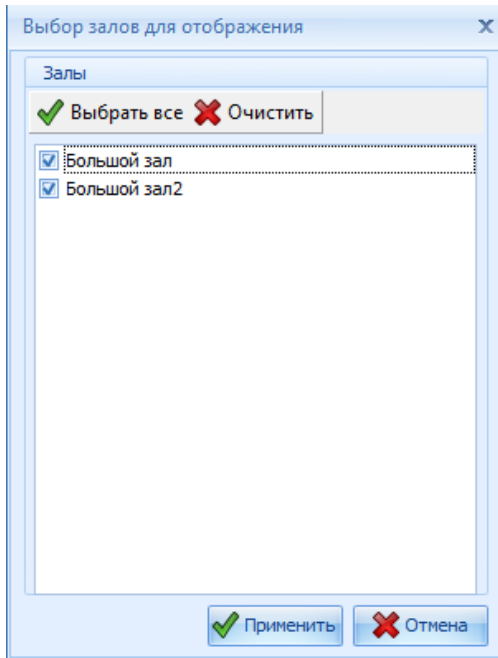 Выбор залов для отображения
Залы
Выбрать все Очистить
Большой зал
Большой зал2
Применить Отмена